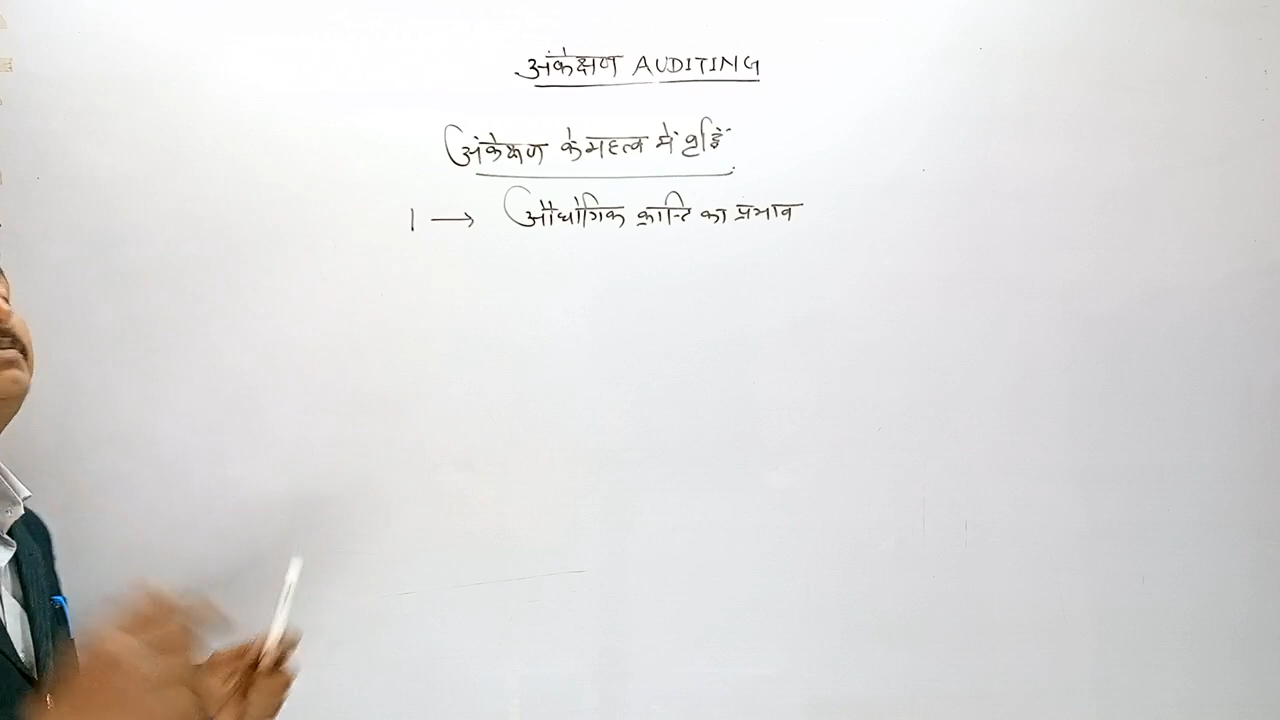 अंकेक्षण AUDITING
अंकेक्षण के महत्व में वृद्धि
1 → औद्योगिक क्रान्ति का प्रभाव